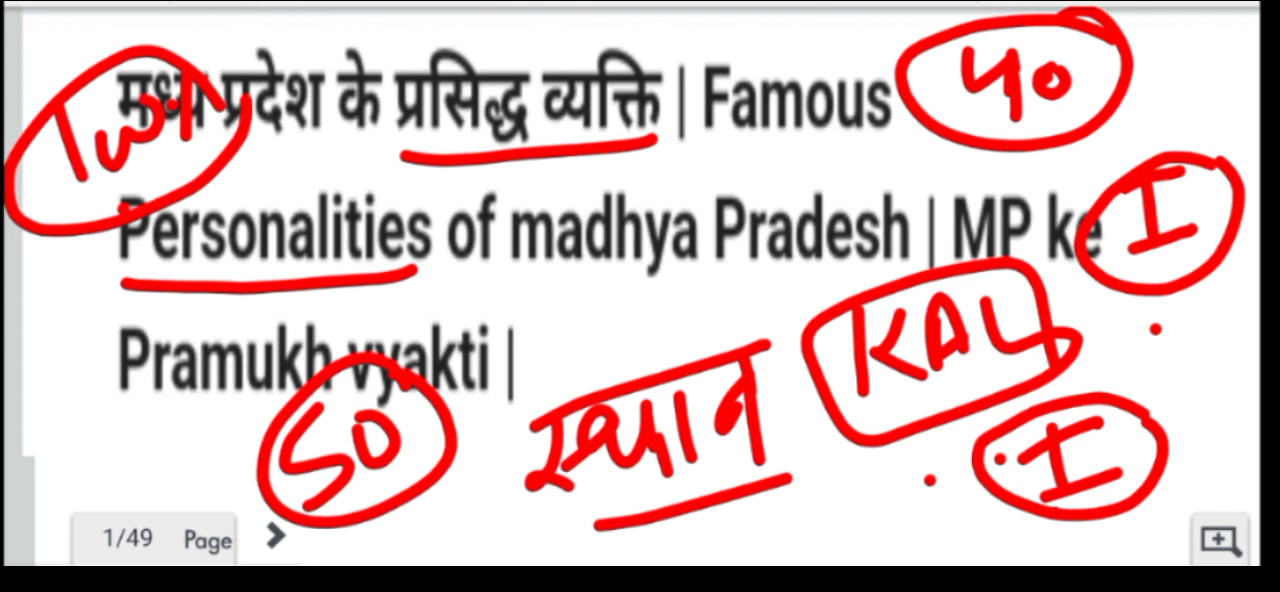 मध्य प्रदेश के प्रसिद्ध व्यक्ति | Famous 40
Personalities of madhya Pradesh | MP ke I
Pramukh vyakti |
KAL
50 स्थान I
1/49 Page